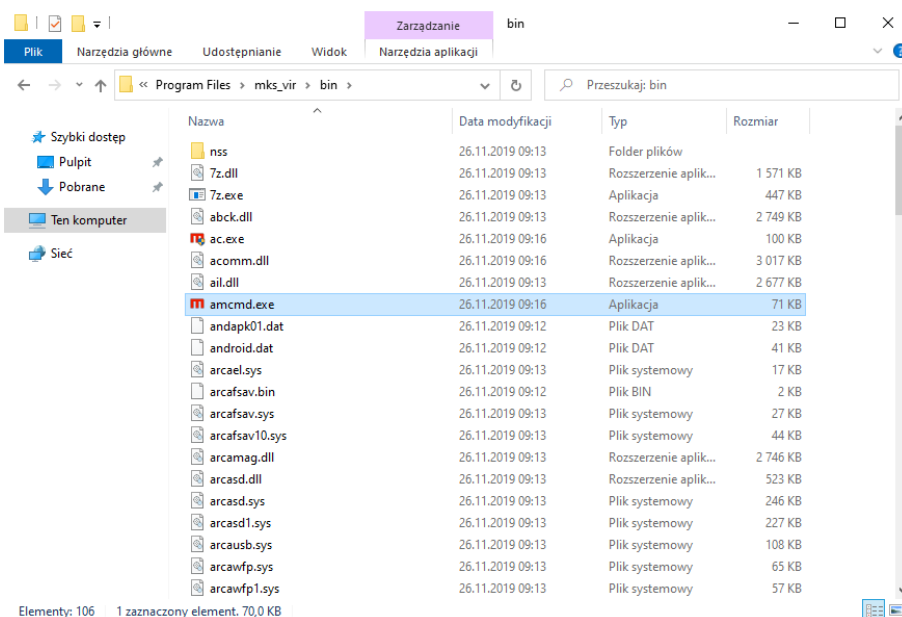 Zarządzanie bin
Plik Narzędzia główne Udostępnianie Widok Narzędzia aplikacji
« Program Files › mks_vir › bin › Przeszukaj: bin
Nazwa Data modyfikacji Typ Rozmiar
Szybki dostęp
Pulpit
Pobrane
Ten komputer
Sieć
nss 26.11.2019 09:13 Folder plików
7z.dll 26.11.2019 09:13 Rozszerzenie aplik... 1 571 KB
7z.exe 26.11.2019 09:13 Aplikacja 447 KB
abck.dll 26.11.2019 09:13 Rozszerzenie aplik... 2 749 KB
ac.exe 26.11.2019 09:16 Aplikacja 100 KB
acomm.dll 26.11.2019 09:16 Rozszerzenie aplik... 3 017 KB
ail.dll 26.11.2019 09:13 Rozszerzenie aplik... 2 677 KB
amcmd.exe 26.11.2019 09:16 Aplikacja 71 KB
andapk01.dat 26.11.2019 09:12 Plik DAT 23 KB
android.dat 26.11.2019 09:12 Plik DAT 41 KB
arcael.sys 26.11.2019 09:13 Plik systemowy 17 KB
arcafsav.bin 26.11.2019 09:12 Plik BIN 2 KB
arcafsav.sys 26.11.2019 09:13 Plik systemowy 27 KB
arcafsav10.sys 26.11.2019 09:13 Plik systemowy 44 KB
arcamag.dll 26.11.2019 09:13 Rozszerzenie aplik... 2 746 KB
arcasd.dll 26.11.2019 09:13 Rozszerzenie aplik... 523 KB
arcasd.sys 26.11.2019 09:13 Plik systemowy 246 KB
arcasd1.sys 26.11.2019 09:13 Plik systemowy 227 KB
arcausb.sys 26.11.2019 09:13 Plik systemowy 108 KB
arcawfp.sys 26.11.2019 09:13 Plik systemowy 65 KB
arcawfp1.sys 26.11.2019 09:13 Plik systemowy 57 KB
Elementy: 106 1 zaznaczony element. 70,0 KB